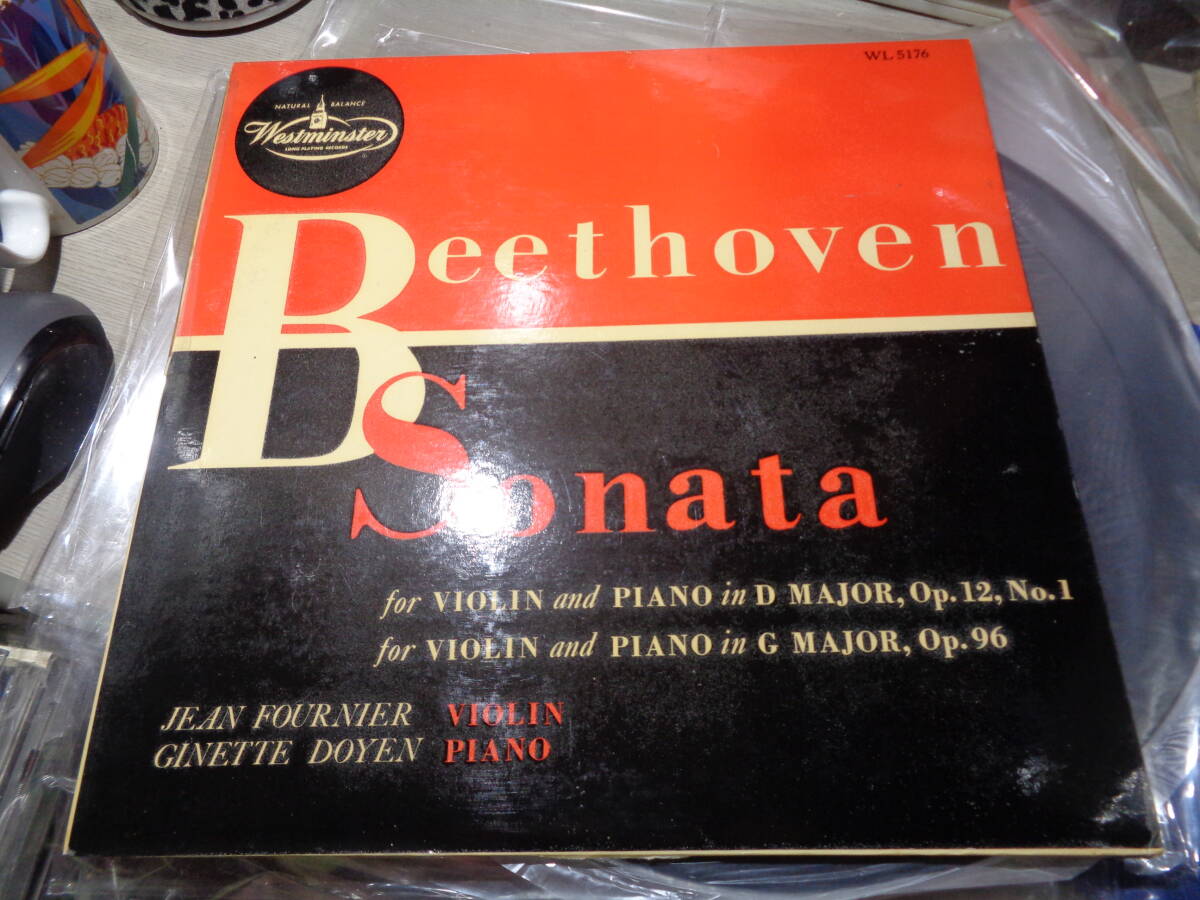 WL 5176
NATURAL BALANCE
Westminster
LONG PLAYING RECORDS
Beethoven
Sonata
for VIOLIN and PIANO in D MAJOR, Op. 12, No. 1
for VIOLIN and PIANO in G MAJOR, Op. 96
JEAN FOURNIER VIOLIN
GINETTE DOYEN PIANO